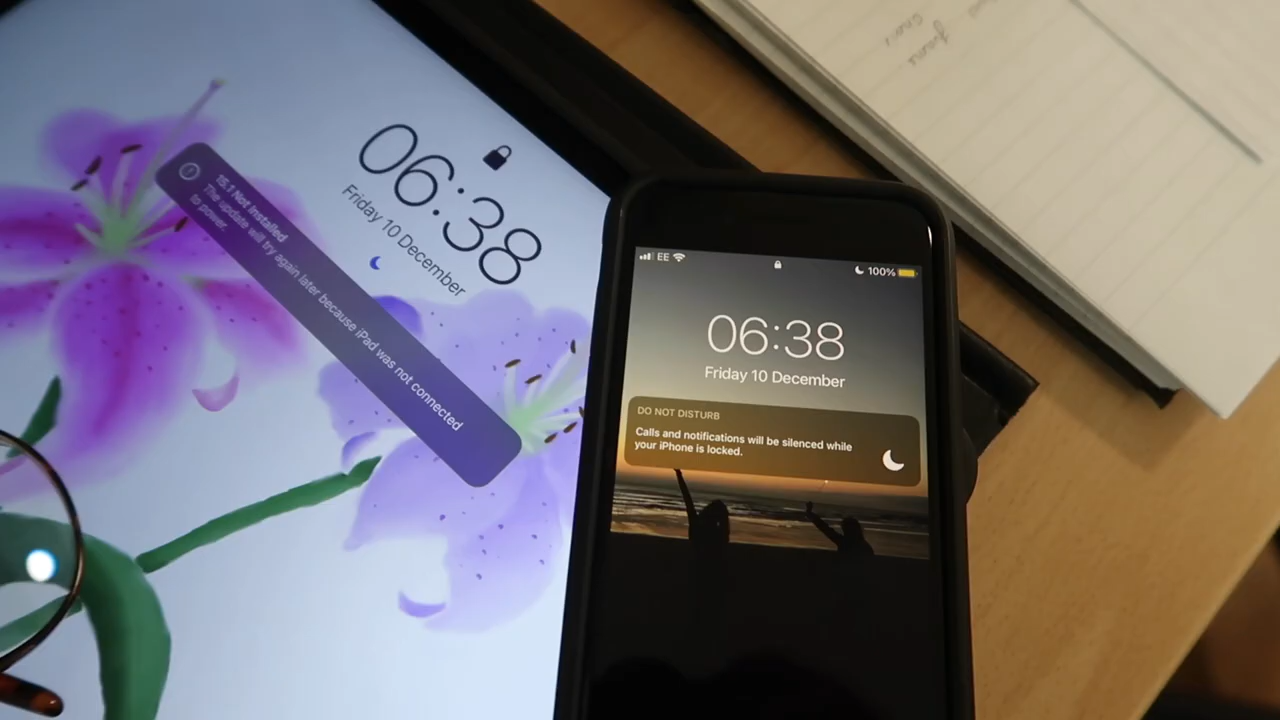 06:38
Friday 10 December
15.1 Not Installed
The update will try again later because iPad was not connected
to power.
EE
100%
06:38
Friday 10 December
DO NOT DISTURB
Calls and notifications will be silenced while
your iPhone is locked.